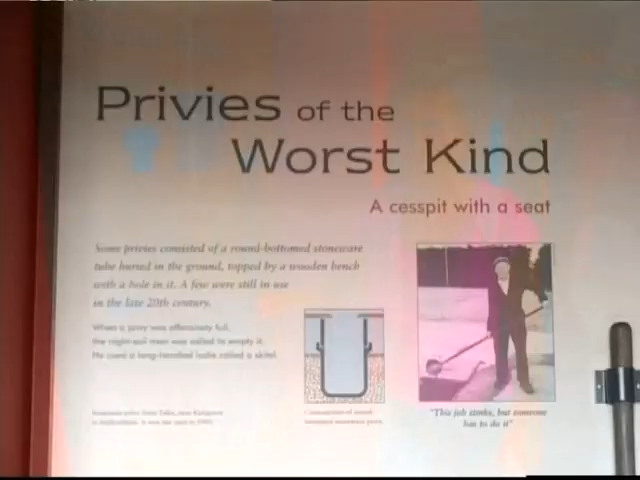 Privies of the
Worst Kind
A cesspit with a seat
Some privies consisted of a round-bottomed stoneware
tube buried in the ground, topped by a wooden bench
with a hole in it. A few were still in use
in the late 20th century.
When a privy was offensively full,
the night-soil man was called to empty it.
He used a long-handled ladle called a
"This job stinks, but someone
has to do it"